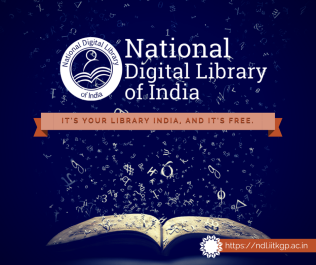 National Digital Library
of India
National
Digital Library
of India
IT'S YOUR LIBRARY INDIA, AND IT'S FREE.
https://ndl.iitkgp.ac.in